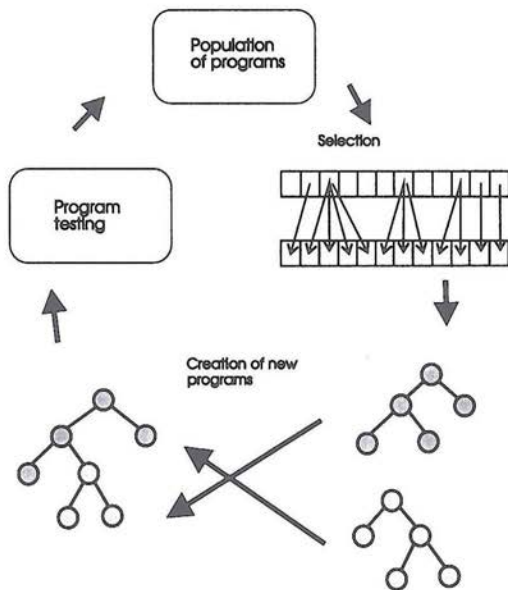 Population
of programs
Selection
Program
testing
Creation of new
programs